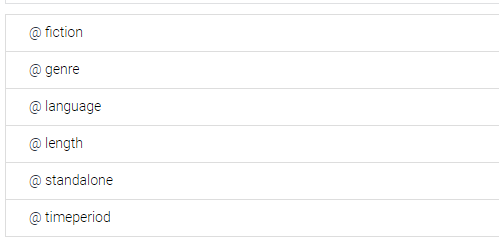 @ fiction
@ genre
@ language
@ length
@ standalone
@ timeperiod